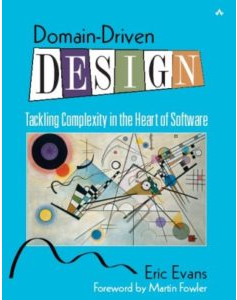 Domain-Driven
DESIGN
Tackling Complexity in the Heart of Software
Eric Evans
Foreword by Martin Fowler